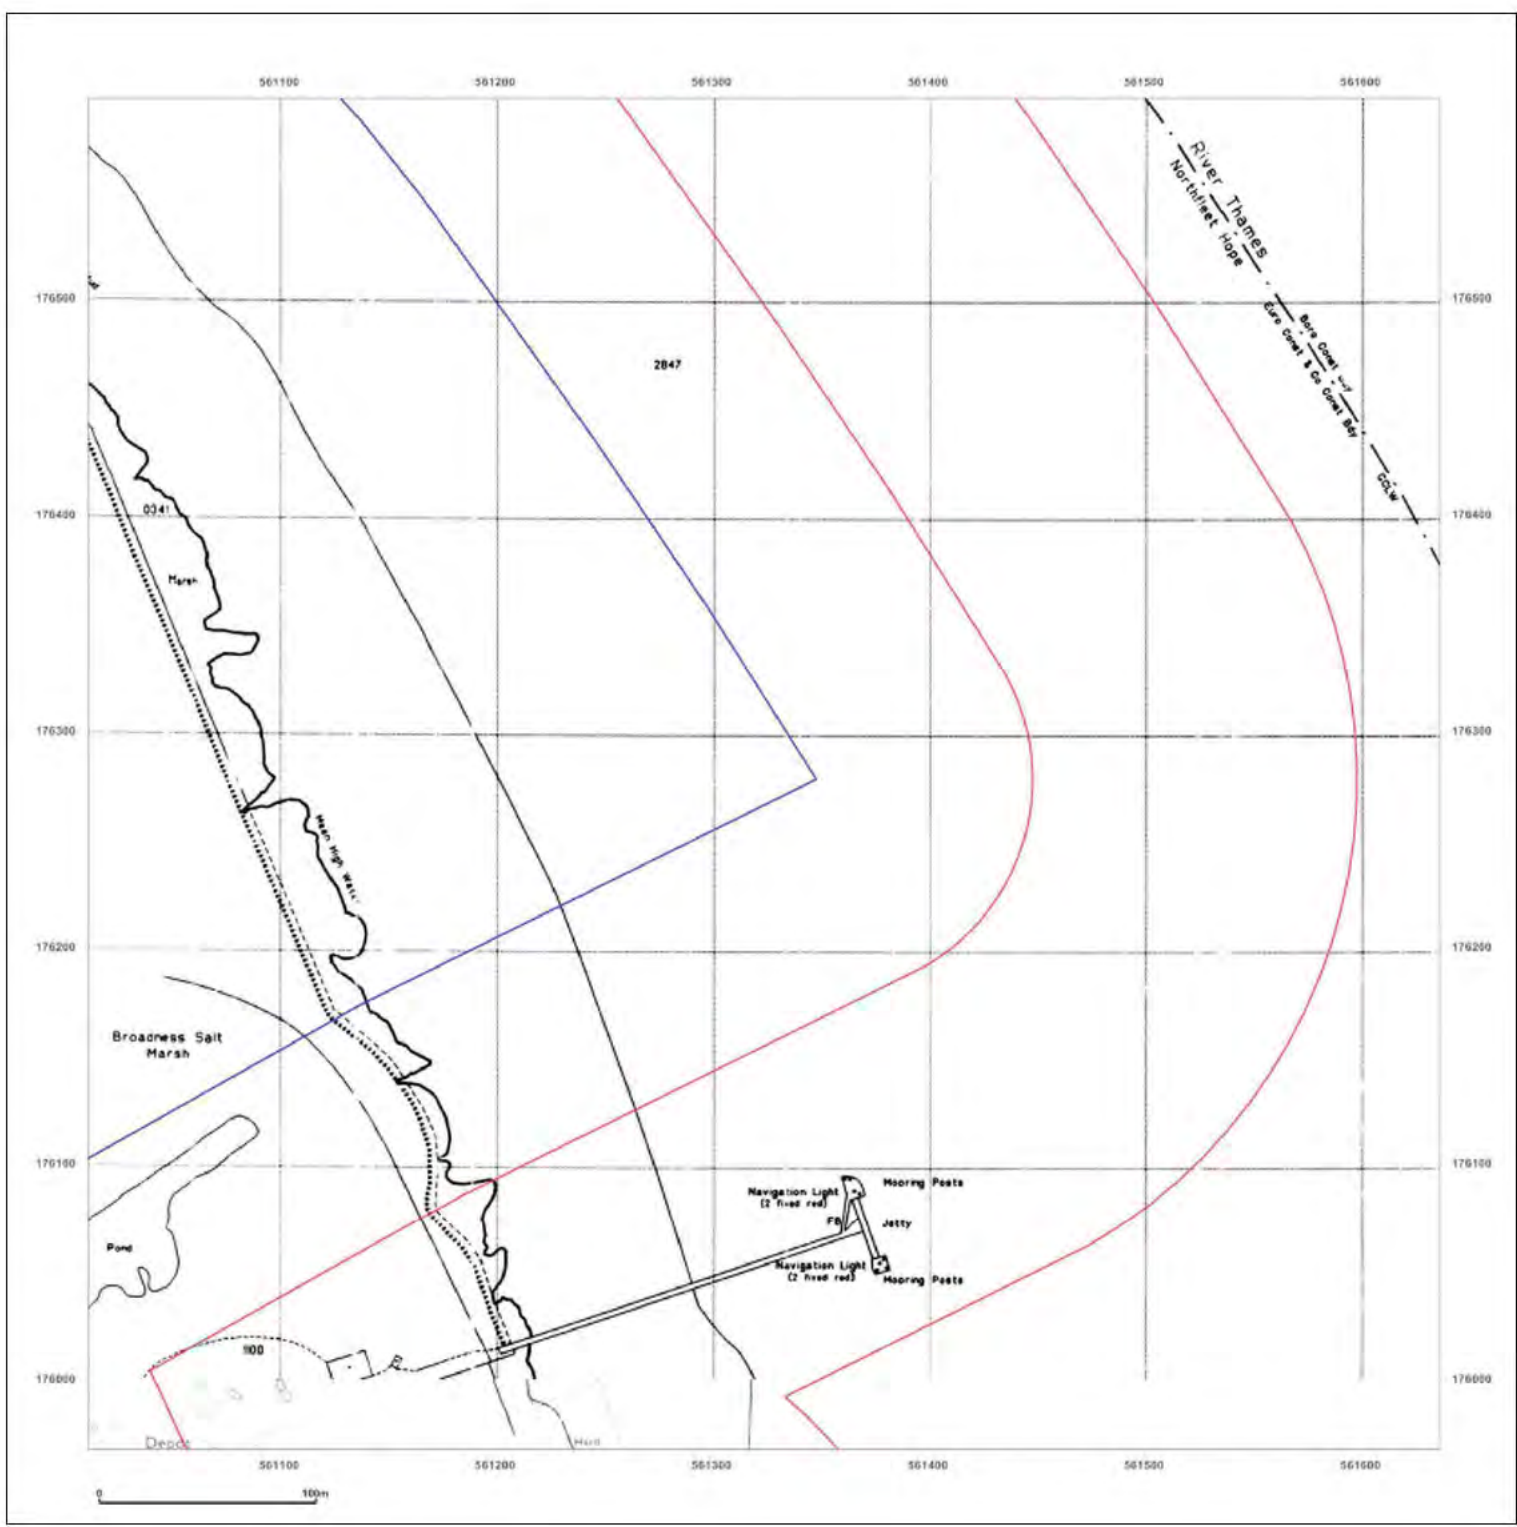 561100 561200 561300 561400 561500 561600
River Thames
Northfleet Hope
176500 176500
Boro Const Bdy
Euro Const & Co Const Bdy
2847
CCLW
176400 176400
0341
Marsh
176300 176300
Mean High Water
176200 176200
Broadness Salt
Marsh
176100 176100
Navigation Light
(2 fixed red)
Mooring Posts
FB
Jetty
Pond
Navigation Light
(2 fixed red)
Mooring Posts
1100
176000 176000
Depot
Mud
561100 561200 561300 561400 561500 561600
0 100m